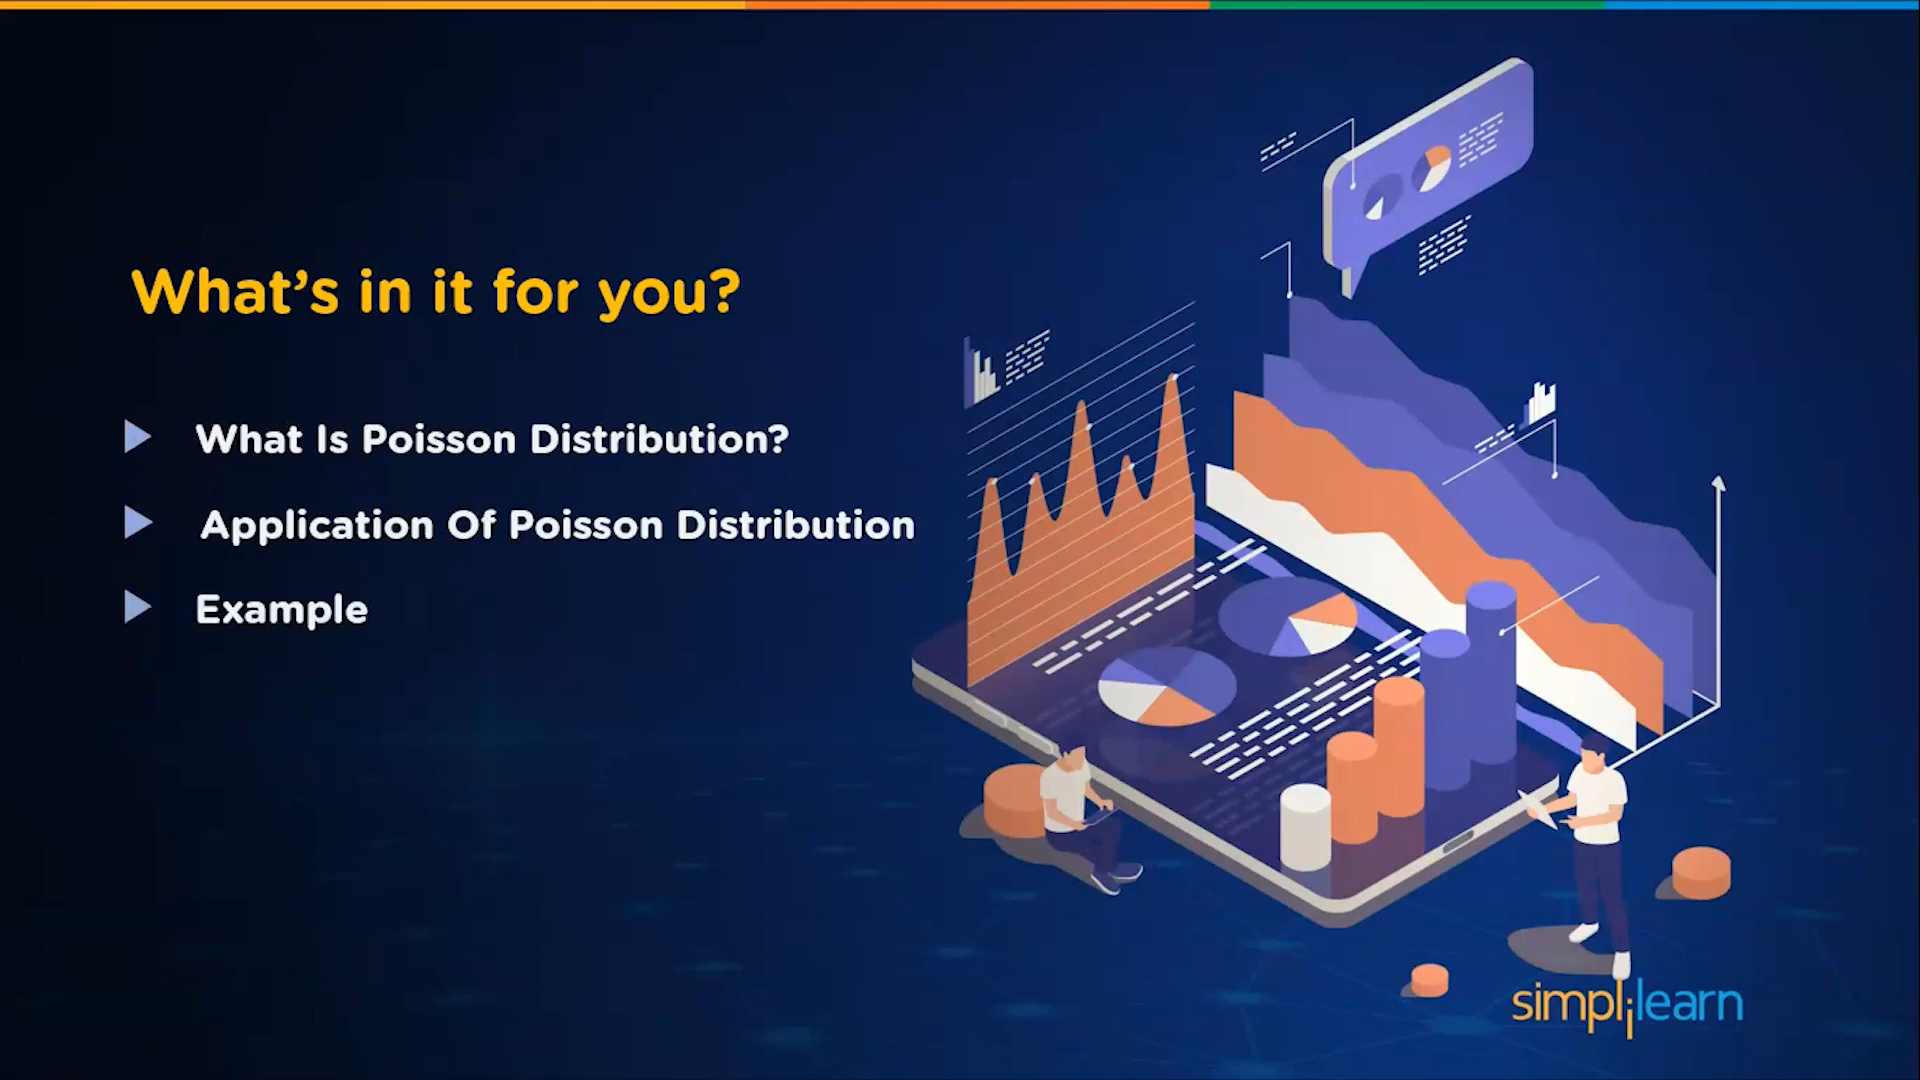 What's in it for you?
What Is Poisson Distribution?
Application Of Poisson Distribution
Example
simplilearn